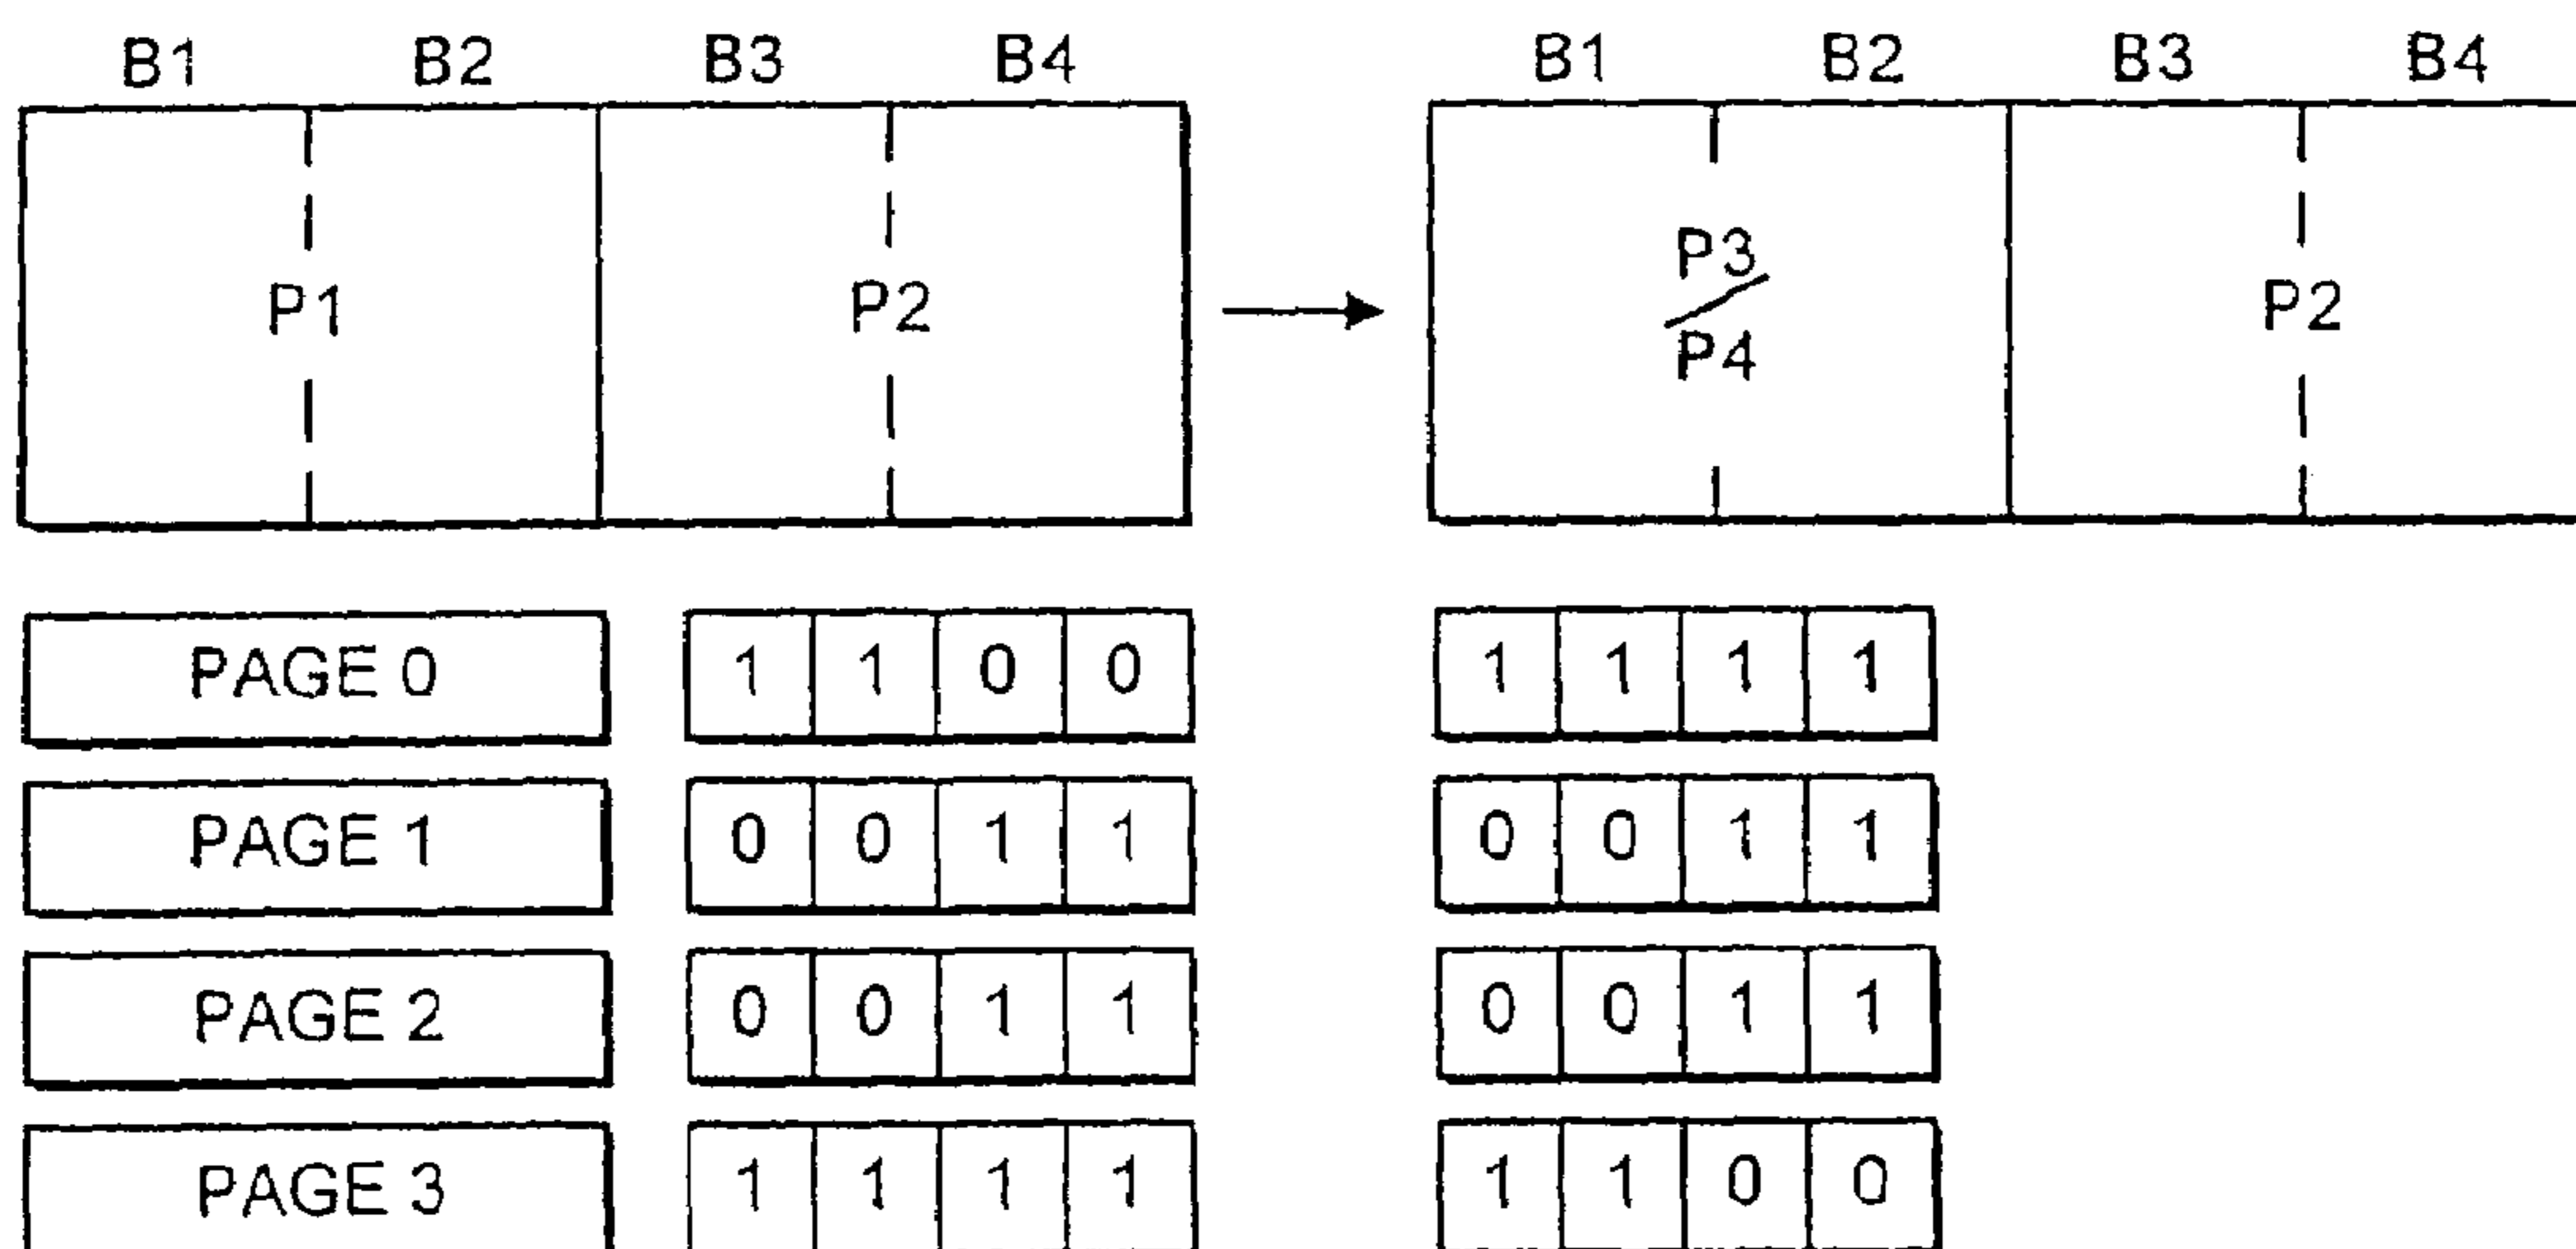 B1 B2 B3 B4 B1 B2 B3 B4
P1 P2 P3 P4 P2
PAGE 0 1 1 0 0 1 1 1 1
PAGE 1 0 0 1 1 0 0 1 1
PAGE 2 0 0 1 1 0 0 1 1
PAGE 3 1 1 1 1 1 1 0 0